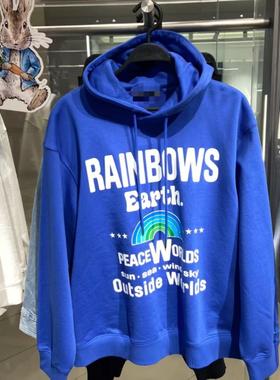 RAINBOWS
Earth.
PEACE WORLDS
sun · sea · wind sky
Outside Worlds